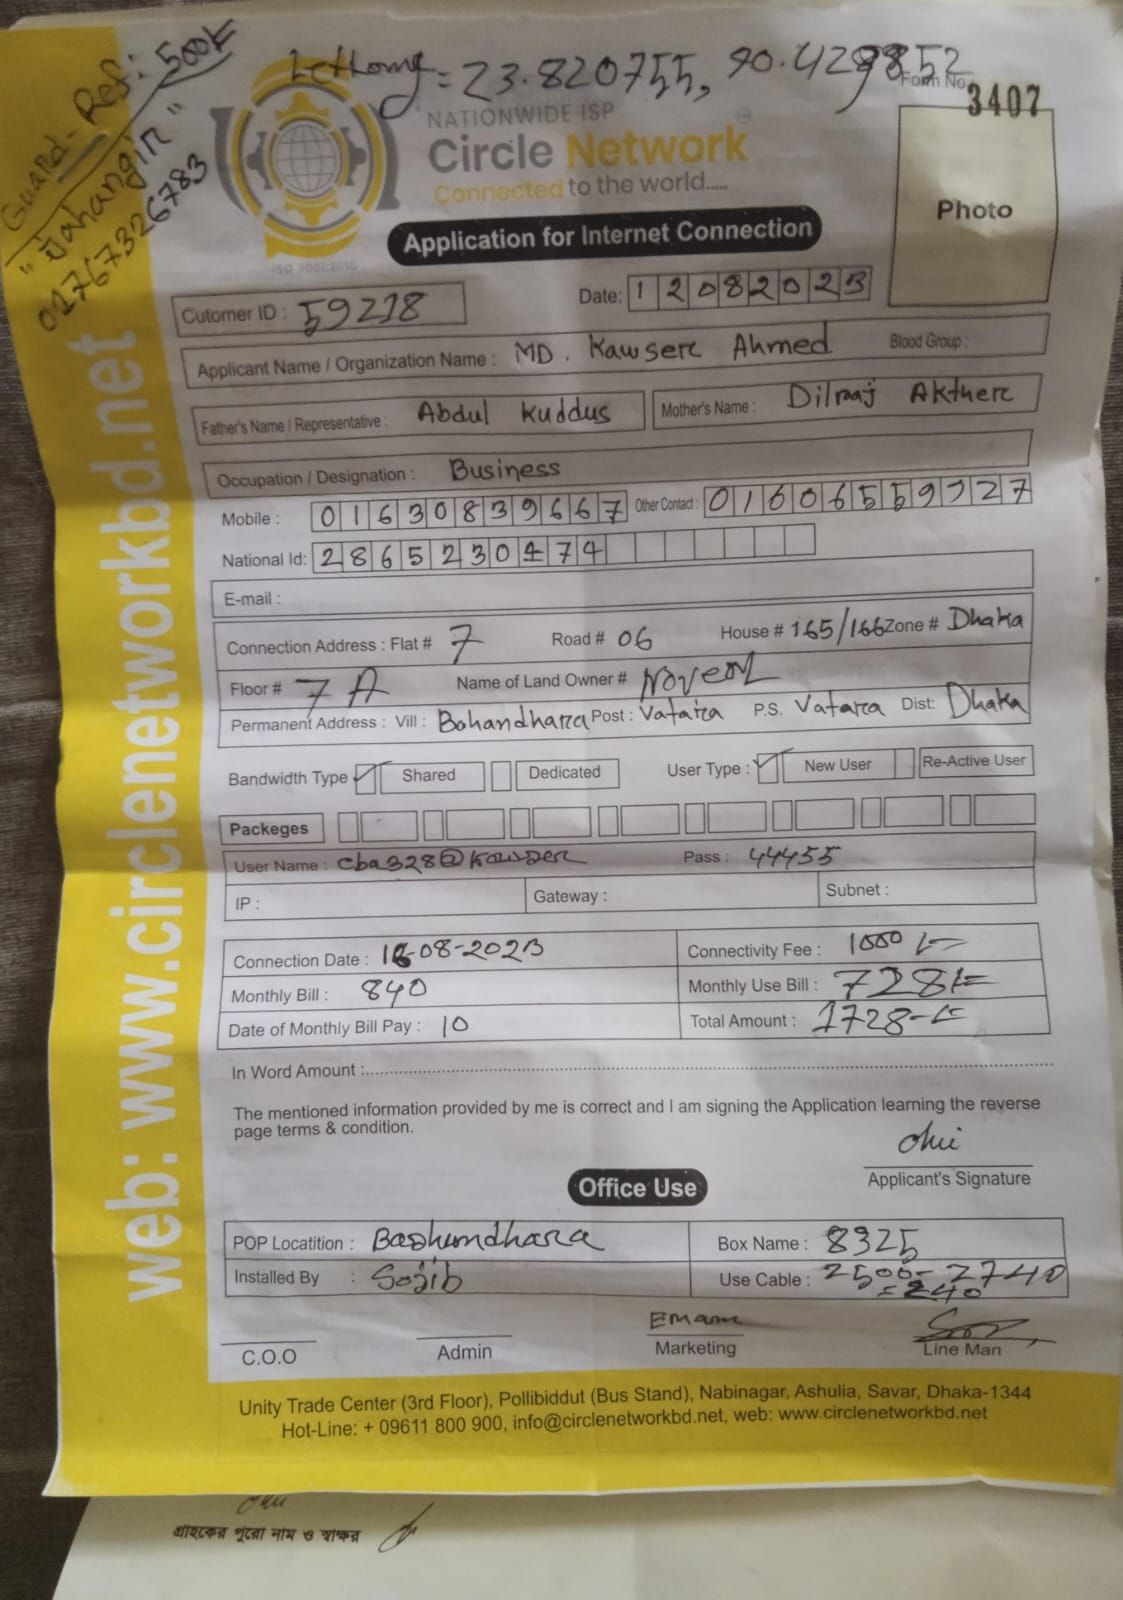 Guard - Ref: 500/=
"জাহাঙ্গির"
01767326783
23.820755, 90.429852
Form No. 3407
NATIONWIDE ISP
Circle Network
Connected to the world.....
ISO 9001:2015
Photo
Application for Internet Connection
Cutomer ID : 59218
Date: 12082023
Applicant Name / Organization Name : MD. Kawser Ahmed Blood Group :
Father's Name / Representative : Abdul Kuddus Mother's Name : Dilraj Akther
Occupation / Designation : Business
Mobile : 01630839667 Other Contact :
National Id: 2865230474
E-mail :
Connection Address : Flat # 7 Road # 06 House # 165/166 Zone # Dhaka
Floor # 7 A Name of Land Owner #
Permanent Address : Vill : Bahandhara Post : Vatara P.S. Vatara Dist: Dhaka
Bandwidth Type Shared Dedicated User Type : New User Re-Active User
Packeges
User Name : cba328@kawser Pass : 44455
IP : Gateway : Subnet :
Connection Date : 16-08-2023 Connectivity Fee : 1000/=
Monthly Bill : 840 Monthly Use Bill : 728/=
Date of Monthly Bill Pay : 10 Total Amount : 1728/=
In Word Amount :
The mentioned information provided by me is correct and I am signing the Application learning the reverse
page terms & condition.
Applicant's Signature
Office Use
POP Locatition : Bashundhara Box Name : 8325
Installed By : Sojib Use Cable : 2500-2740
=240
Emam
C.O.O Admin Marketing Line Man
Unity Trade Center (3rd Floor), Pollibiddut (Bus Stand), Nabinagar, Ashulia, Savar, Dhaka-1344
Hot-Line: + 09611 800 900, info@circlenetworkbd.net, web: www.circlenetworkbd.net
web: www.circlenetworkbd.net
গ্রাহকের পুরো নাম ও স্বাক্ষর